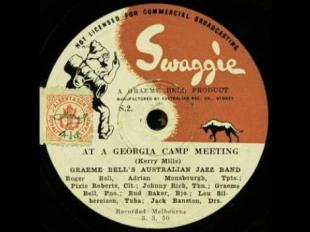 NOT LICENSED FOR COMMERCIAL BROADCASTING
Swaggie
A GRAEME BELL PRODUCT
MANUFACTURED BY AUSTRALIAN REC. CO., SYDNEY
S.2.
AT A GEORGIA CAMP MEETING
(Kerry Mills)
GRAEME BELL'S AUSTRALIAN JAZZ BAND
Roger Bell, Adrian Monsbourgh, Tpts.;
Pixie Roberts, Clt.; Johnny Rich, Tbn.; Graeme
Bell, Pno.; Bud Baker, Bjo.; Lou Sil-
bereisen, Tuba; Jack Banston, Drs.
Recorded Melbourne
3. 3. 50